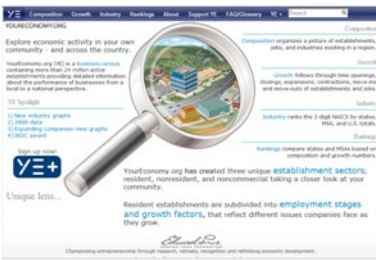 YE Composition Growth Industry Rankings About Support YE FAQ/Glossary YE + Search
YOURECONOMY.ORG
Explore economic activity in your own
community - and across the country.
YourEconomy.org (YE) is a business census
containing more than 24 million active
establishments providing detailed information
about the performance of businesses from a
local to a national perspective.
YE Spotlight
1) New industry graphs
2) 2008 data
3) Expanding companies-new graphs
4) IEDC award
Sign up now!
YE+
Unique lens...
Composition
Composition organizes a picture of establishments,
jobs, and industries existing in a region.
Growth
Growth follows through time openings,
closings, expansions, contractions, move-ins
and move-outs of establishments and jobs.
Industry
Industry ranks the 2-digit NAICS by states,
MSA, and U.S. totals.
Rankings
Rankings compare states and MSAs based on
composition and growth numbers.
YourEconomy.org has created three unique establishment sectors;
resident, nonresident, and noncommercial taking a closer look at your
community.
Resident establishments are subdivided into employment stages
and growth factors, that reflect different issues companies face as
they grow.
Edward Lowe
Championing entrepreneurship through research, retreats, recognition and rethinking economic development.